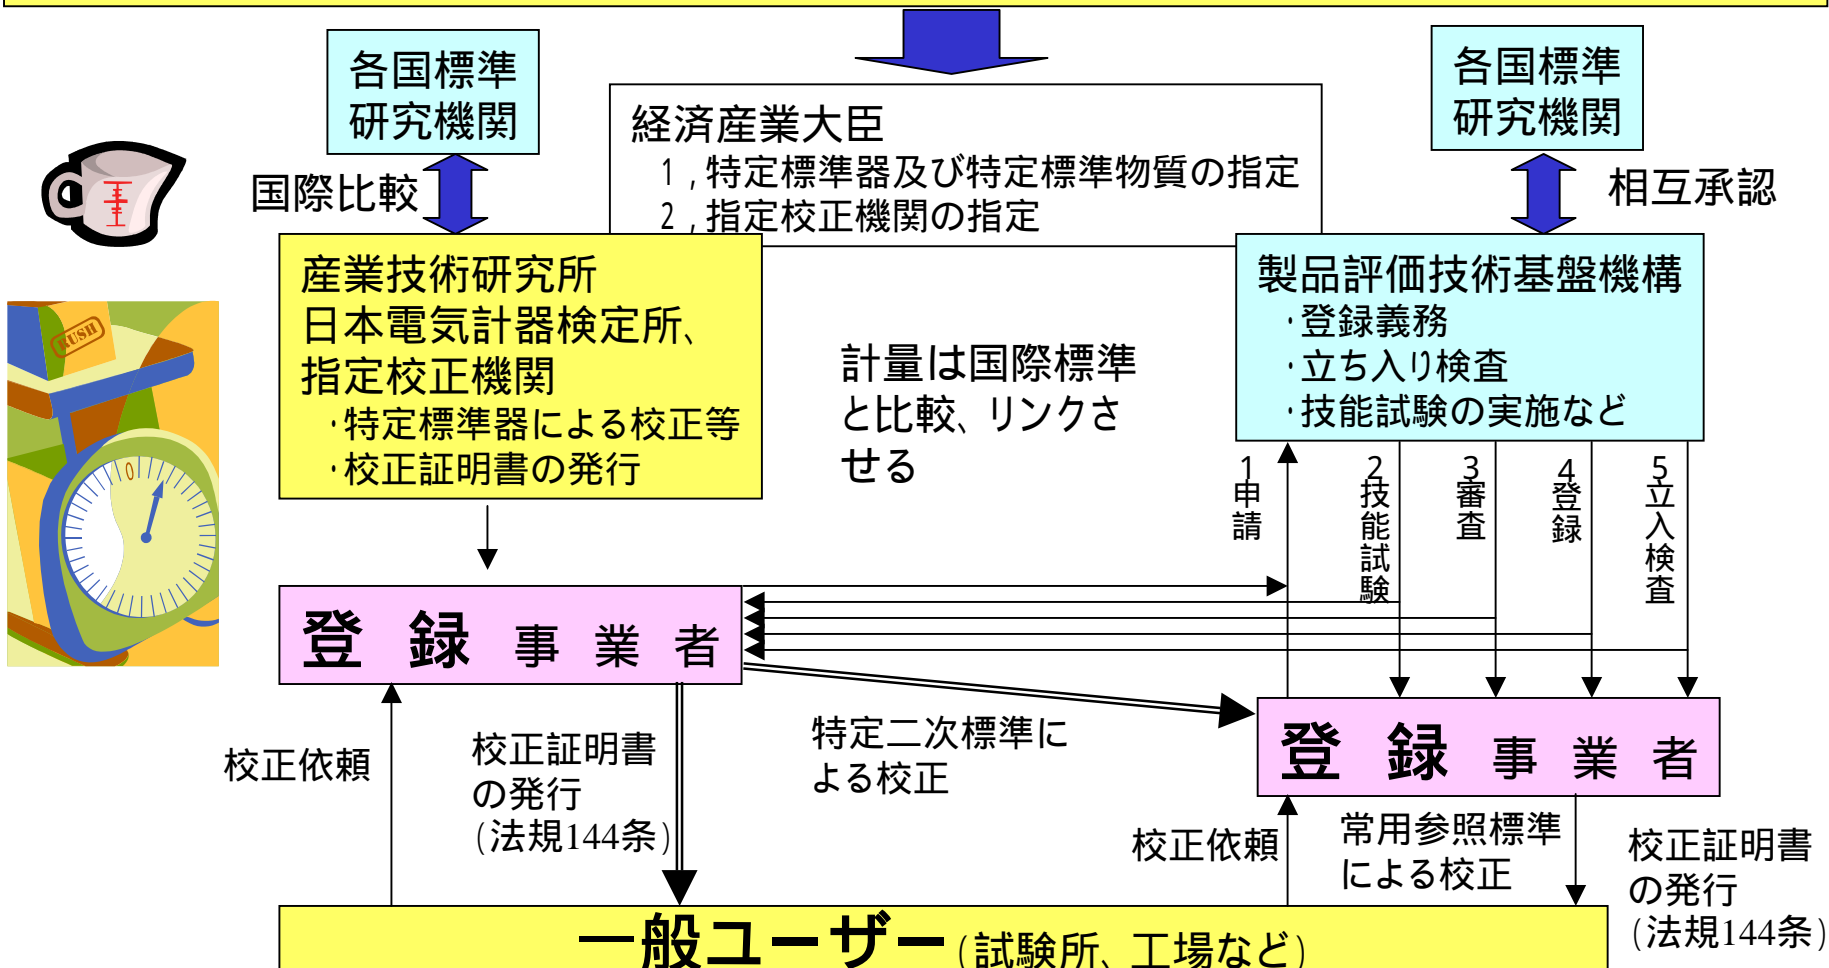 各国標準
研究機関
国際比較
経済産業大臣
1,特定標準器及び特定標準物質の指定
2,指定校正機関の指定
各国標準
研究機関
相互承認
産業技術研究所
日本電気計器検定所、
指定校正機関
・特定標準器による校正等
・校正証明書の発行
計量は国際標準
と比較、リンクさ
せる
製品評価技術基盤機構
・登録義務
・立ち入り検査
・技能試験の実施など
1申請
2技能試験
3審査
4登録
5立入検査
RUSH
0
登録事業者
校正依頼
校正証明書
の発行
(法規144条)
特定二次標準に
よる校正
登録事業者
校正依頼
常用参照標準
による校正
校正証明書
の発行
(法規144条)
一般ユーザー(試験所、工場など)